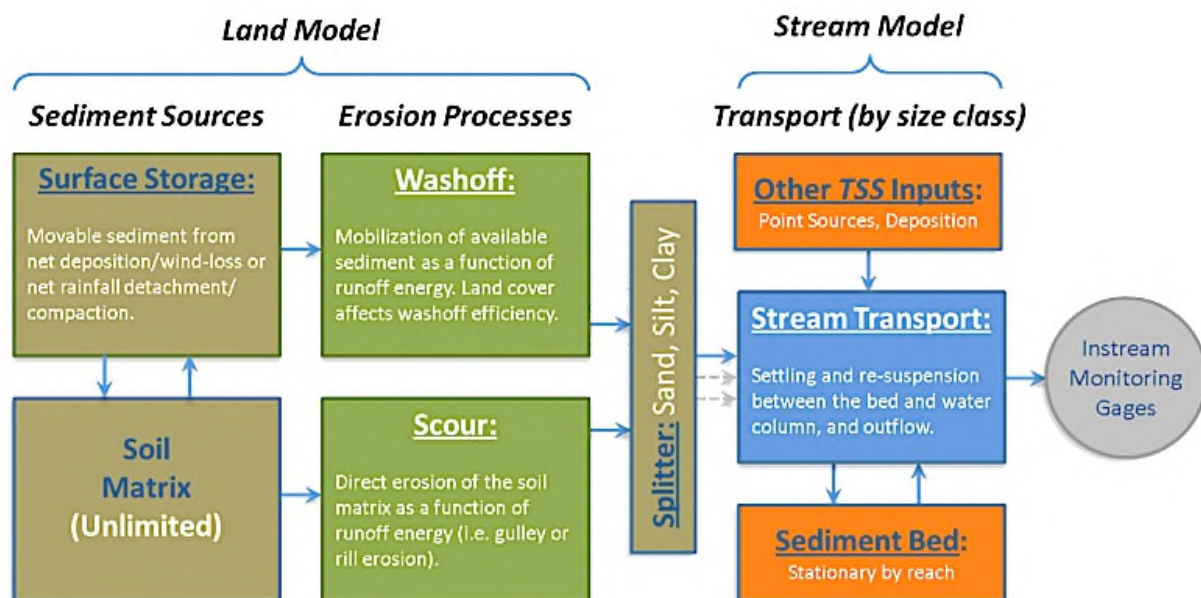 Land Model
Stream Model
Sediment Sources
Erosion Processes
Transport (by size class)
Surface Storage:
Movable sediment from
net deposition/wind-loss or
net rainfall detachment/
compaction.
Washoff:
Mobilization of available
sediment as a function of
runoff energy. Land cover
affects washoff efficiency.
Soil
Matrix
(Unlimited)
Scour:
Direct erosion of the soil
matrix as a function of
runoff energy (i.e. gulley or
rill erosion).
Splitter: Sand, Silt, Clay
Other TSS Inputs:
Point Sources, Deposition
Stream Transport:
Settling and re-suspension
between the bed and water
column, and outflow.
Sediment Bed:
Stationary by reach
Instream
Monitoring
Gages